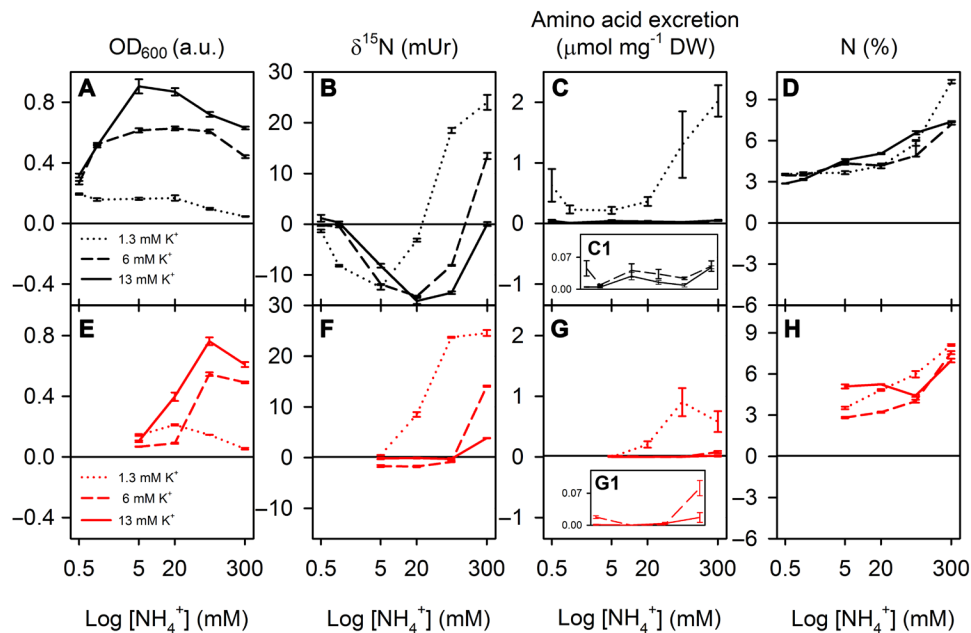 Amino acid excretion
OD600 (a.u.) δ15N (mUr) (μmol mg-1 DW) N (%)
A B C D
0.8 0.4 0.0 −0.4
30 20 10 0 −10 30
2 1 0 −1
9 6 3 0 −3 −6
1.3 mM K+
6 mM K+
13 mM K+
C1
0.07
0.00
E F G H
0.8 0.4 0.0 −0.4
20 10 0 −10
2 1 0 −1
9 6 3 0 −3 −6
1.3 mM K+
6 mM K+
13 mM K+
G1
0.07
0.00
0.5 5 20 300 0.5 5 20 300 0.5 5 20 300 0.5 5 20 300
Log [NH4+] (mM) Log [NH4+] (mM) Log [NH4+] (mM) Log [NH4+] (mM)